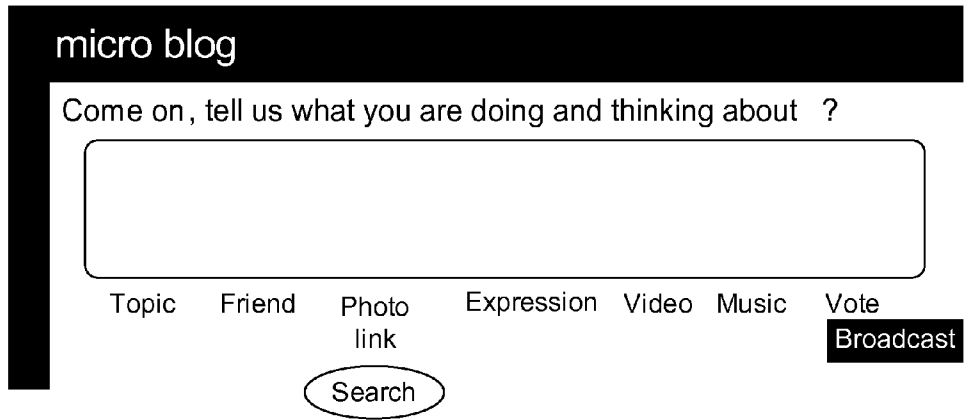 micro blog
Come on, tell us what you are doing and thinking about ?
Topic Friend Photo link Expression Video Music Vote
Broadcast
Search